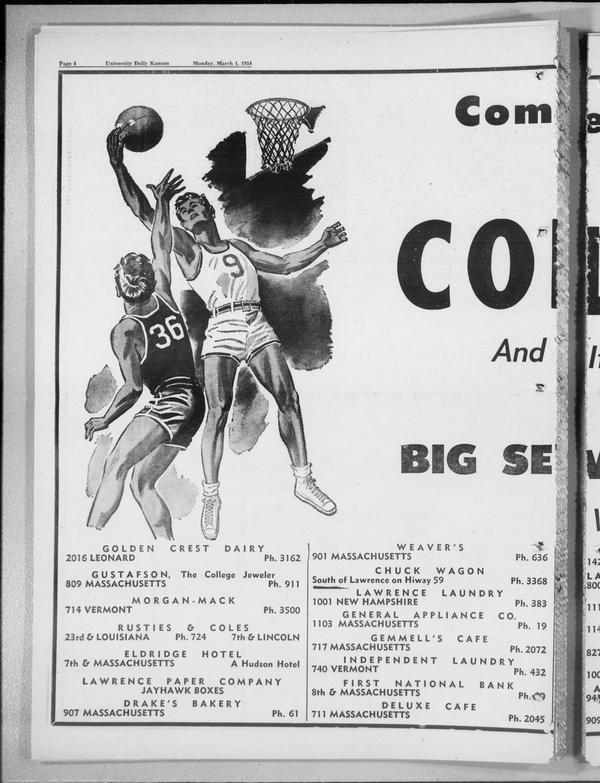 Page 4 University Daily Kansan Monday, March 1, 1954
Com
CO
And
BIG SE
9
36
GOLDEN CREST DAIRY
2016 LEONARD Ph. 3162
GUSTAFSON, The College Jeweler
809 MASSACHUSETTS Ph. 911
MORGAN-MACK
714 VERMONT Ph. 3500
RUSTIES & COLES
23rd & LOUISIANA Ph. 724 7th & LINCOLN
ELDRIDGE HOTEL
7th & MASSACHUSETTS A Hudson Hotel
LAWRENCE PAPER COMPANY
JAYHAWK BOXES
DRAKE'S BAKERY
907 MASSACHUSETTS Ph. 61
WEAVER'S
901 MASSACHUSETTS Ph. 636
CHUCK WAGON
South of Lawrence on Hiway 59 Ph. 3368
LAWRENCE LAUNDRY
1001 NEW HAMPSHIRE Ph. 383
GENERAL APPLIANCE CO.
1103 MASSACHUSETTS Ph. 19
GEMMELL'S CAFE
717 MASSACHUSETTS Ph. 2072
INDEPENDENT LAUNDRY
740 VERMONT Ph. 432
FIRST NATIONAL BANK
8th & MASSACHUSETTS Ph.
DELUXE CAFE
711 MASSACHUSETTS Ph. 2045